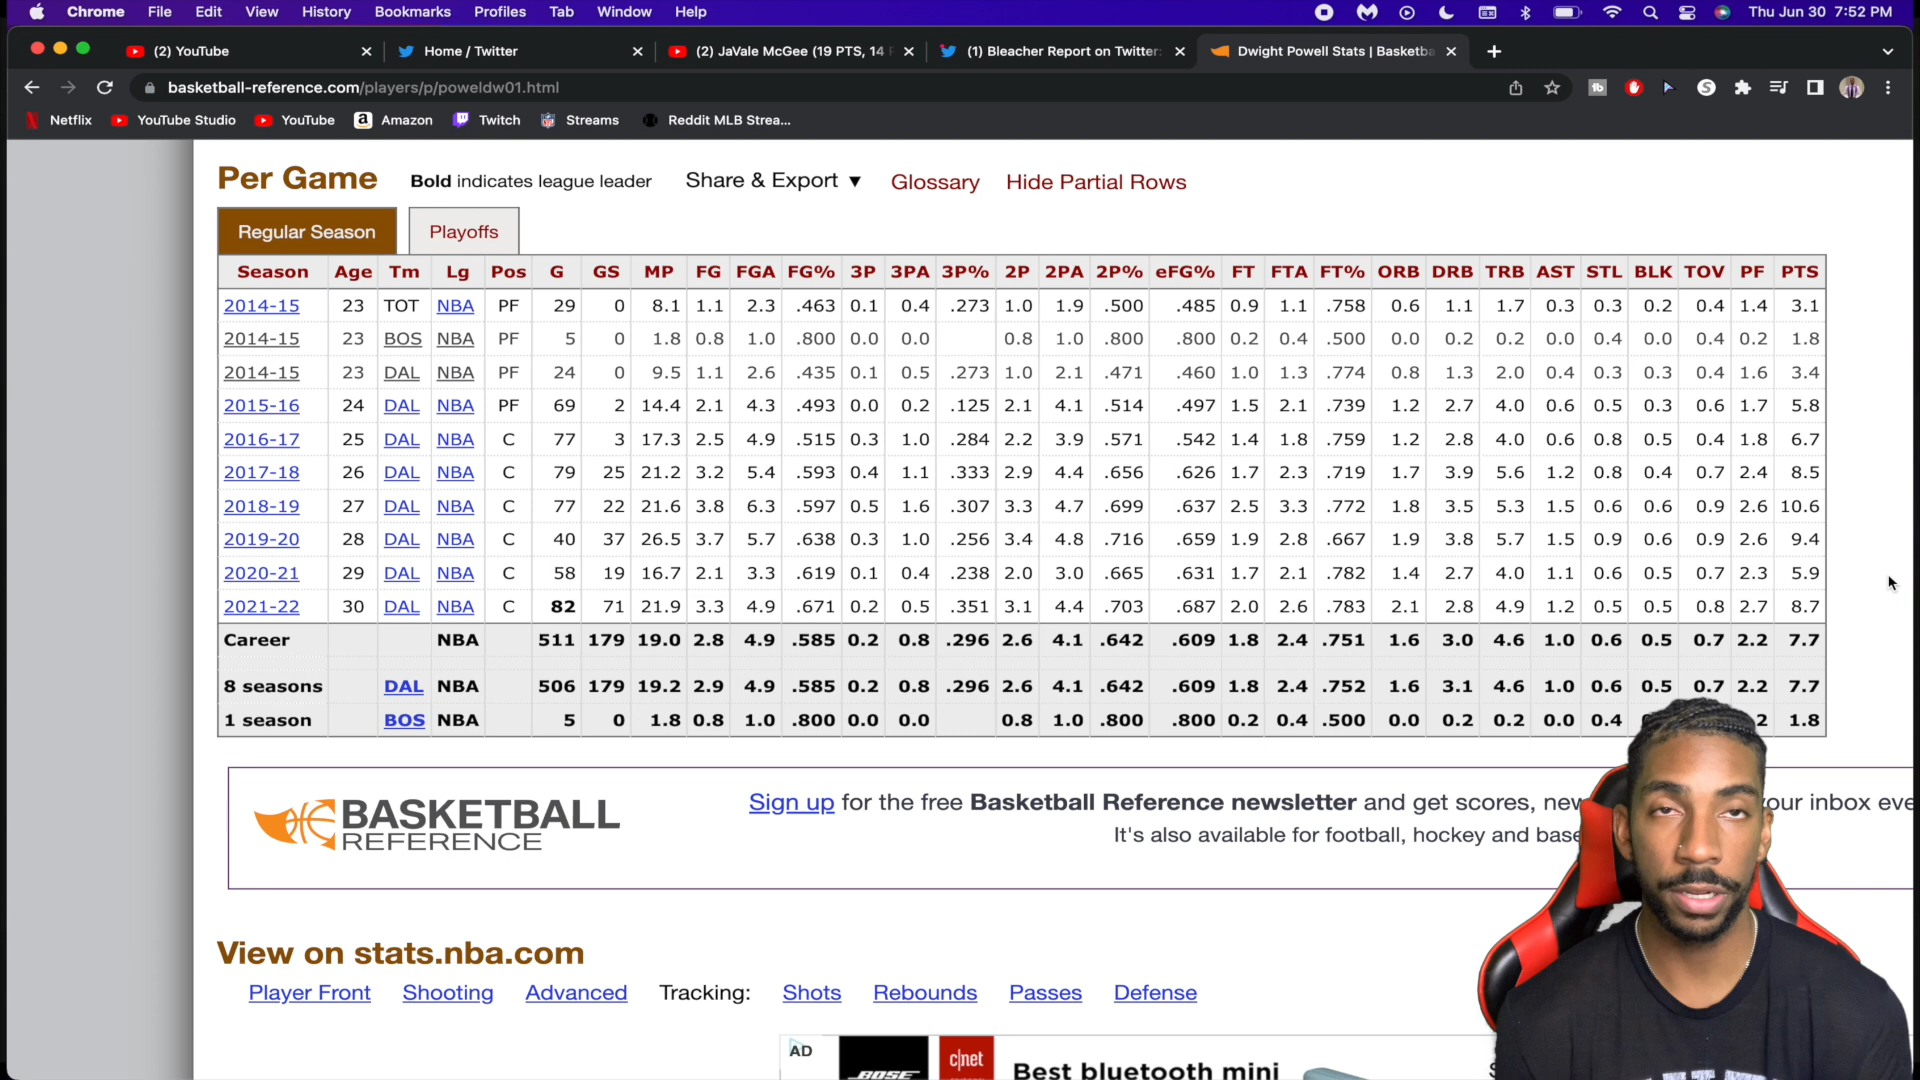 Chrome File Edit View History Bookmarks Profiles Tab Window Help Thu Jun 30 7:52 PM
(2) YouTube Home / Twitter (2) JaVale McGee (19 PTS, 14 (1) Bleacher Report on Twitter: Dwight Powell Stats | Basketba
basketball-reference.com/players/p/poweldw01.html
Netflix YouTube Studio YouTube Amazon Twitch Streams Reddit MLB Strea...
Per Game Bold indicates league leader Share & Export ▼ Glossary Hide Partial Rows
Regular Season Playoffs
Season Age Tm Lg Pos G GS MP FG FGA FG% 3P 3PA 3P% 2P 2PA 2P% eFG% FT FTA FT% ORB DRB TRB AST STL BLK TOV PF PTS
2014-15 23 TOT NBA PF 29 0 8.1 1.1 2.3 .463 0.1 0.4 .273 1.0 1.9 .500 .485 0.9 1.1 .758 0.6 1.1 1.7 0.3 0.3 0.2 0.4 1.4 3.1
2014-15 23 BOS NBA PF 5 0 1.8 0.8 1.0 .800 0.0 0.0 0.8 1.0 .800 .800 0.2 0.4 .500 0.0 0.2 0.2 0.0 0.4 0.0 0.4 0.2 1.8
2014-15 23 DAL NBA PF 24 0 9.5 1.1 2.6 .435 0.1 0.5 .273 1.0 2.1 .471 .460 1.0 1.3 .774 0.8 1.3 2.0 0.4 0.3 0.3 0.4 1.6 3.4
2015-16 24 DAL NBA PF 69 2 14.4 2.1 4.3 .493 0.0 0.2 .125 2.1 4.1 .514 .497 1.5 2.1 .739 1.2 2.7 4.0 0.6 0.5 0.3 0.6 1.7 5.8
2016-17 25 DAL NBA C 77 3 17.3 2.5 4.9 .515 0.3 1.0 .284 2.2 3.9 .571 .542 1.4 1.8 .759 1.2 2.8 4.0 0.6 0.8 0.5 0.4 1.8 6.7
2017-18 26 DAL NBA C 79 25 21.2 3.2 5.4 .593 0.4 1.1 .333 2.9 4.4 .656 .626 1.7 2.3 .719 1.7 3.9 5.6 1.2 0.8 0.4 0.7 2.4 8.5
2018-19 27 DAL NBA C 77 22 21.6 3.8 6.3 .597 0.5 1.6 .307 3.3 4.7 .699 .637 2.5 3.3 .772 1.8 3.5 5.3 1.5 0.6 0.6 0.9 2.6 10.6
2019-20 28 DAL NBA C 40 37 26.5 3.7 5.7 .638 0.3 1.0 .256 3.4 4.8 .716 .659 1.9 2.8 .667 1.9 3.8 5.7 1.5 0.9 0.6 0.9 2.6 9.4
2020-21 29 DAL NBA C 58 19 16.7 2.1 3.3 .619 0.1 0.4 .238 2.0 3.0 .665 .631 1.7 2.1 .782 1.4 2.7 4.0 1.1 0.6 0.5 0.7 2.3 5.9
2021-22 30 DAL NBA C 82 71 21.9 3.3 4.9 .671 0.2 0.5 .351 3.1 4.4 .703 .687 2.0 2.6 .783 2.1 2.8 4.9 1.2 0.5 0.5 0.8 2.7 8.7
Career NBA 511 179 19.0 2.8 4.9 .585 0.2 0.8 .296 2.6 4.1 .642 .609 1.8 2.4 .751 1.6 3.0 4.6 1.0 0.6 0.5 0.7 2.2 7.7
8 seasons DAL NBA 506 179 19.2 2.9 4.9 .585 0.2 0.8 .296 2.6 4.1 .642 .609 1.8 2.4 .752 1.6 3.1 4.6 1.0 0.6 0.5 0.7 2.2 7.7
1 season BOS NBA 5 0 1.8 0.8 1.0 .800 0.0 0.0 0.8 1.0 .800 .800 0.2 0.4 .500 0.0 0.2 0.2 0.0 0.4 2 1.8
BASKETBALL
REFERENCE
Sign up for the free Basketball Reference newsletter and get scores, new your inbox eve
It's also available for football, hockey and base
View on stats.nba.com
Player Front Shooting Advanced Tracking: Shots Rebounds Passes Defense
AD BOSE c|net Best bluetooth mini